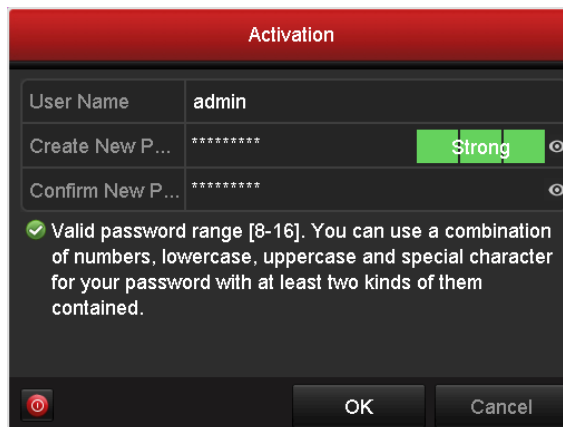 Activation
User Name admin
Create New P... ********* Strong
Confirm New P... *********
Valid password range [8-16]. You can use a combination
of numbers, lowercase, uppercase and special character
for your password with at least two kinds of them
contained.
OK Cancel